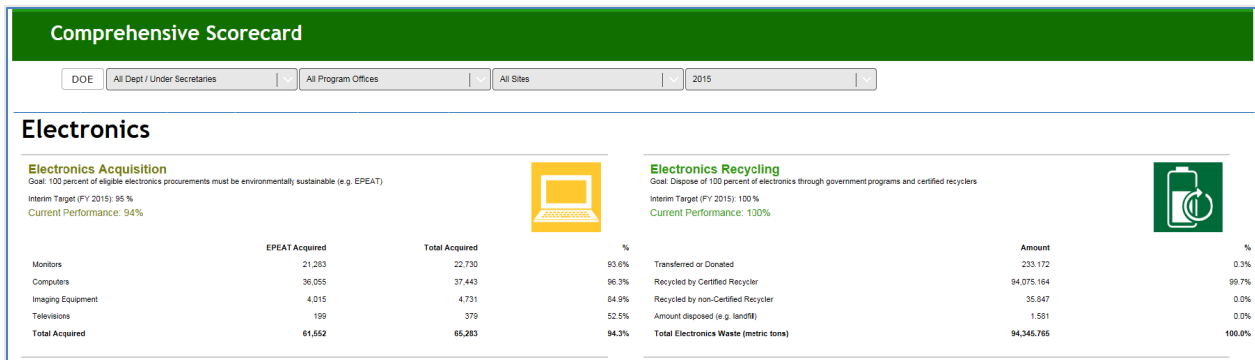 Comprehensive Scorecard
DOE All Dept / Under Secretaries All Program Offices All Sites 2015
Electronics
Electronics Acquisition
Goal: 100 percent of eligible electronics procurements must be environmentally sustainable (e.g. EPEAT)
Interim Target (FY 2015): 95 %
Current Performance: 94%
EPEAT Acquired Total Acquired %
Monitors 21,283 22,730 93.6%
Computers 36,055 37,443 96.3%
Imaging Equipment 4,015 4,731 84.9%
Televisions 199 379 52.5%
Total Acquired 61,552 65,283 94.3%
Electronics Recycling
Goal: Dispose of 100 percent of electronics through government programs and certified recyclers
Interim Target (FY 2015): 100 %
Current Performance: 100%
Amount %
Transferred or Donated 233.172 0.3%
Recycled by Certified Recycler 94,075.164 99.7%
Recycled by non-Certified Recycler 35.847 0.0%
Amount disposed (e.g. landfill) 1.581 0.0%
Total Electronics Waste (metric tons) 94,345.765 100.0%